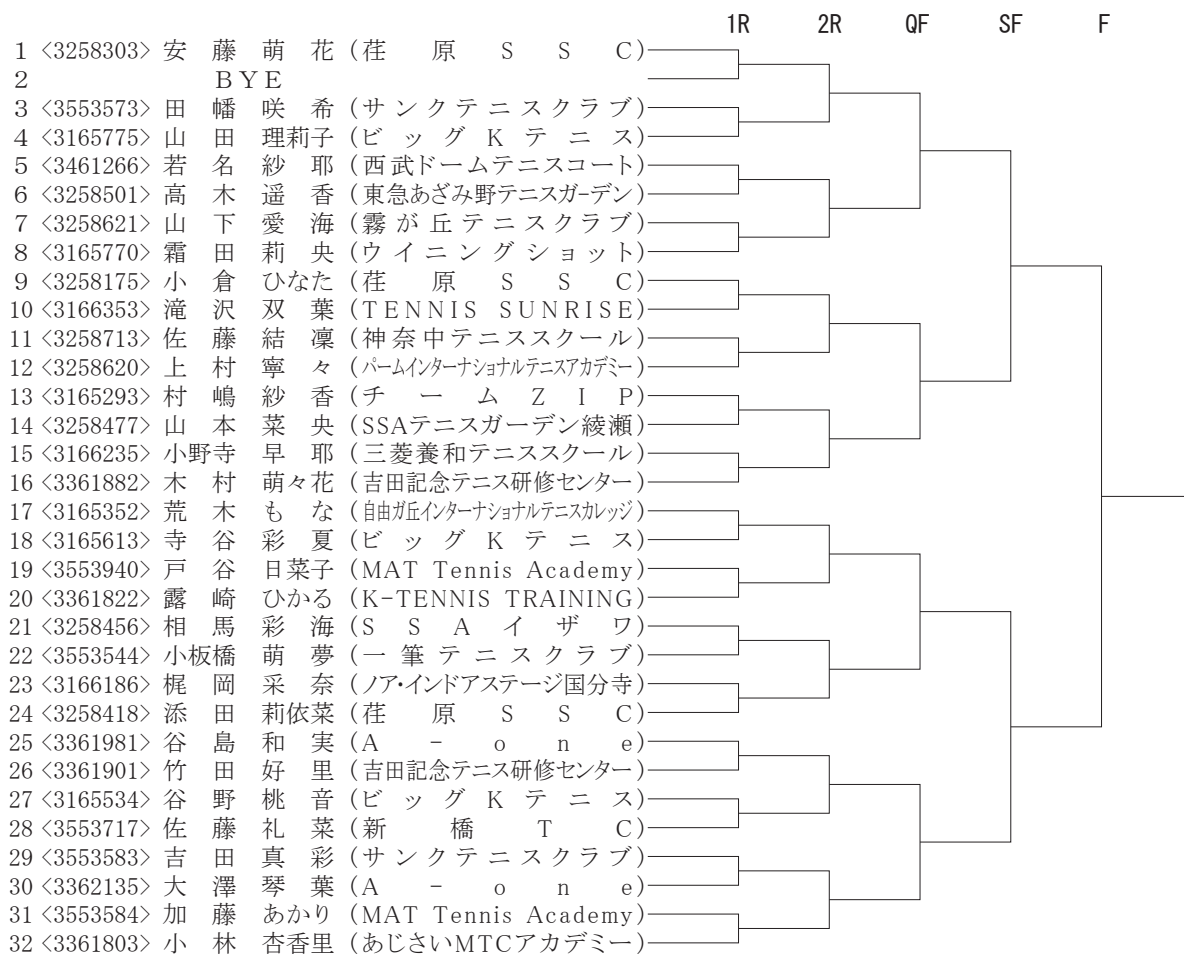 1R 2R QF SF F
1 <3258303> 安 藤 萌 花 (荏 原 S S C)
2 BYE
3 <3553573> 田 幡 咲 希 (サンクテニスクラブ)
4 <3165775> 山 田 理莉子 (ビ ッ グ K テ ニ ス)
5 <3461266> 若 名 紗 耶 (西武ドームテニスコート)
6 <3258501> 高 木 遥 香 (東急あざみ野テニスガーデン)
7 <3258621> 山 下 愛 海 (霧が丘テニスクラブ)
8 <3165770> 霜 田 莉 央 (ウイニングショット)
9 <3258175> 小 倉 ひなた (荏 原 S S C)
10 <3166353> 滝 沢 双 葉 (TENNIS SUNRISE)
11 <3258713> 佐 藤 結 凜 (神奈中テニススクール)
12 <3258620> 上 村 寧 々 (パームインターナショナルテニスアカデミー)
13 <3165293> 村 嶋 紗 香 (チ ー ム Z I P)
14 <3258477> 山 本 菜 央 (SSAテニスガーデン綾瀬)
15 <3166235> 小野寺 早 耶 (三菱養和テニススクール)
16 <3361882> 木 村 萌々花 (吉田記念テニス研修センター)
17 <3165352> 荒 木 も な (自由ガ丘インターナショナルテニスカレッジ)
18 <3165613> 寺 谷 彩 夏 (ビ ッ グ K テ ニ ス)
19 <3553940> 戸 谷 日菜子 (MAT Tennis Academy)
20 <3361822> 露 崎 ひかる (K-TENNIS TRAINING)
21 <3258456> 相 馬 彩 海 (S S A イ ザ ワ)
22 <3553544> 小板橋 萌 夢 (一筆テニスクラブ)
23 <3166186> 梶 岡 采 奈 (ノア・インドアステージ国分寺)
24 <3258418> 添 田 莉依菜 (荏 原 S S C)
25 <3361981> 谷 島 和 実 (A - o n e)
26 <3361901> 竹 田 好 里 (吉田記念テニス研修センター)
27 <3165534> 谷 野 桃 音 (ビ ッ グ K テ ニ ス)
28 <3553717> 佐 藤 礼 菜 (新 橋 T C)
29 <3553583> 吉 田 真 彩 (サンクテニスクラブ)
30 <3362135> 大 澤 琴 葉 (A - o n e)
31 <3553584> 加 藤 あかり (MAT Tennis Academy)
32 <3361803> 小 林 杏香里 (あじさいMTCアカデミー)